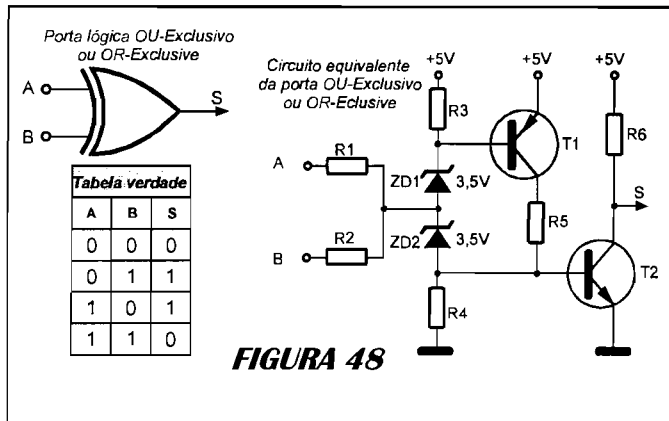 Porta lógica OU-Exclusivo
ou OR-Exclusive
A
B
S
Tabela verdade
A B S
0 0 0
0 1 1
1 0 1
1 1 0
Circuito equivalente
da porta OU-Exclusivo
ou OR-Eclusive
+5V +5V +5V
R3
T1
R6
A
R1
ZD1 3,5V
R5
S
B
R2
ZD2 3,5V
T2
R4
FIGURA 48